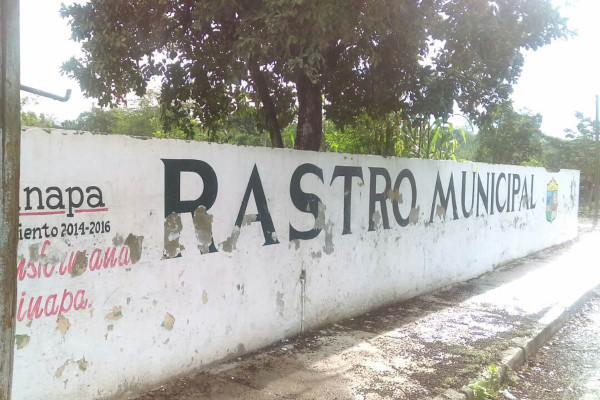 inapa
RASTRO MUNICIPAL
iento 2014-2016
inapa.